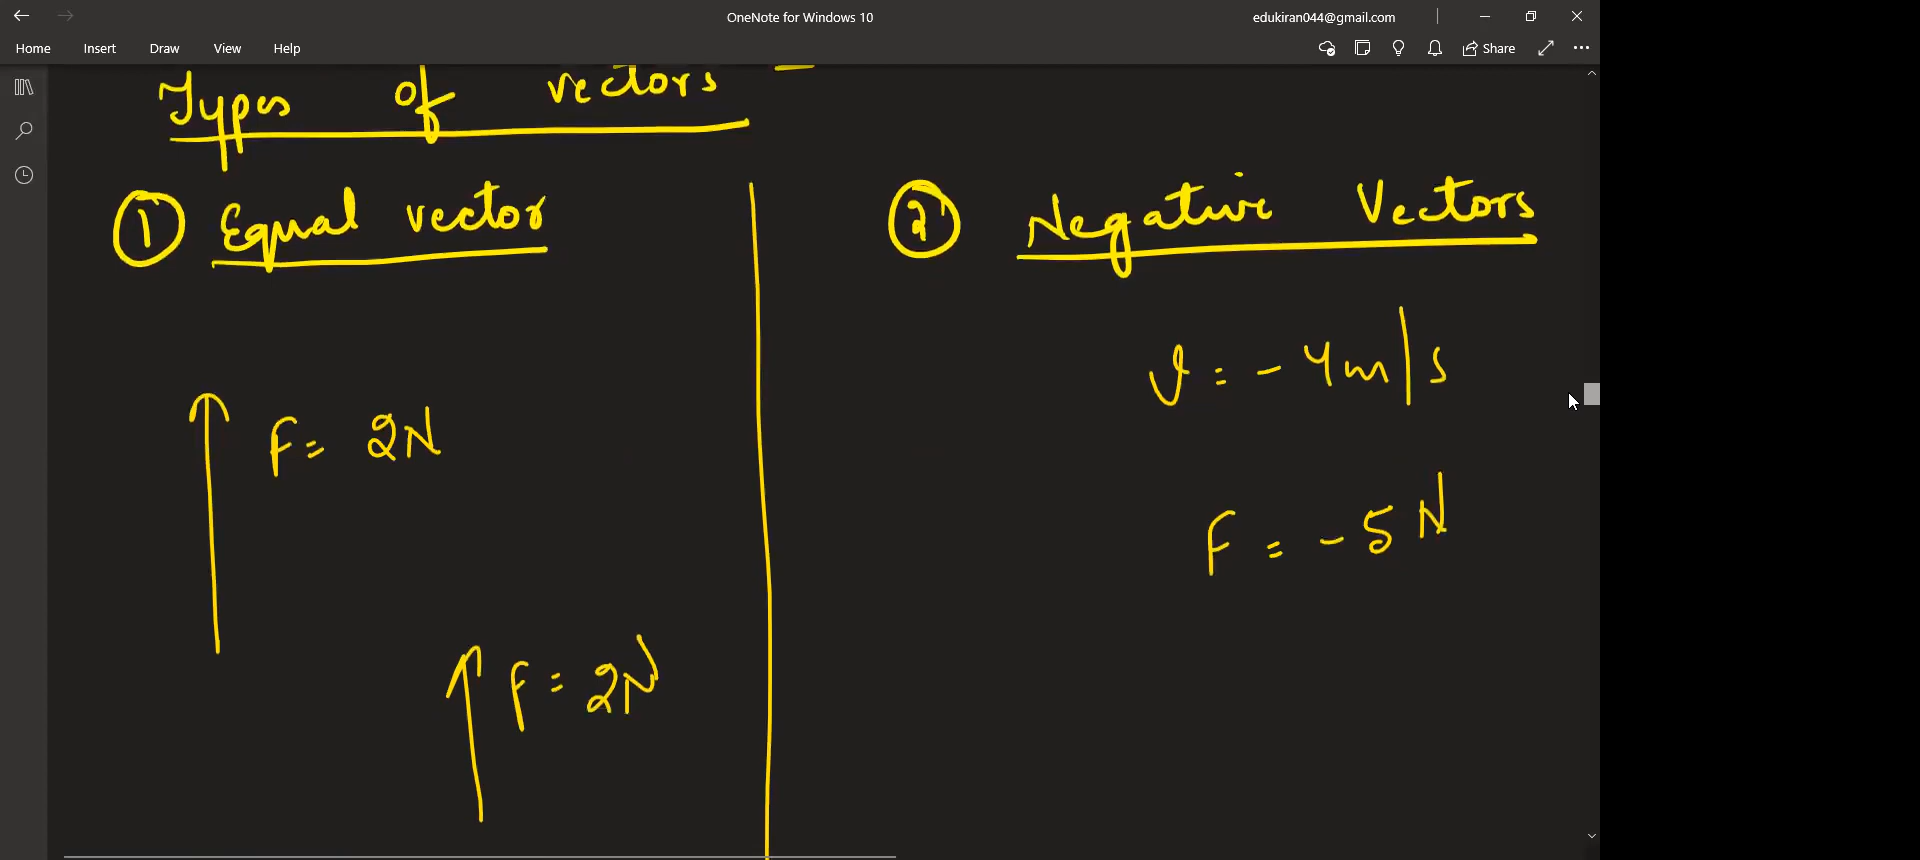 OneNote for Windows 10
edukiran044@gmail.com
Home Insert Draw View Help
Share
Types of vectors
① Equal vector
F = 2N
F = 2N
② Negative Vectors
v = - 4m/s
F = - 5 N